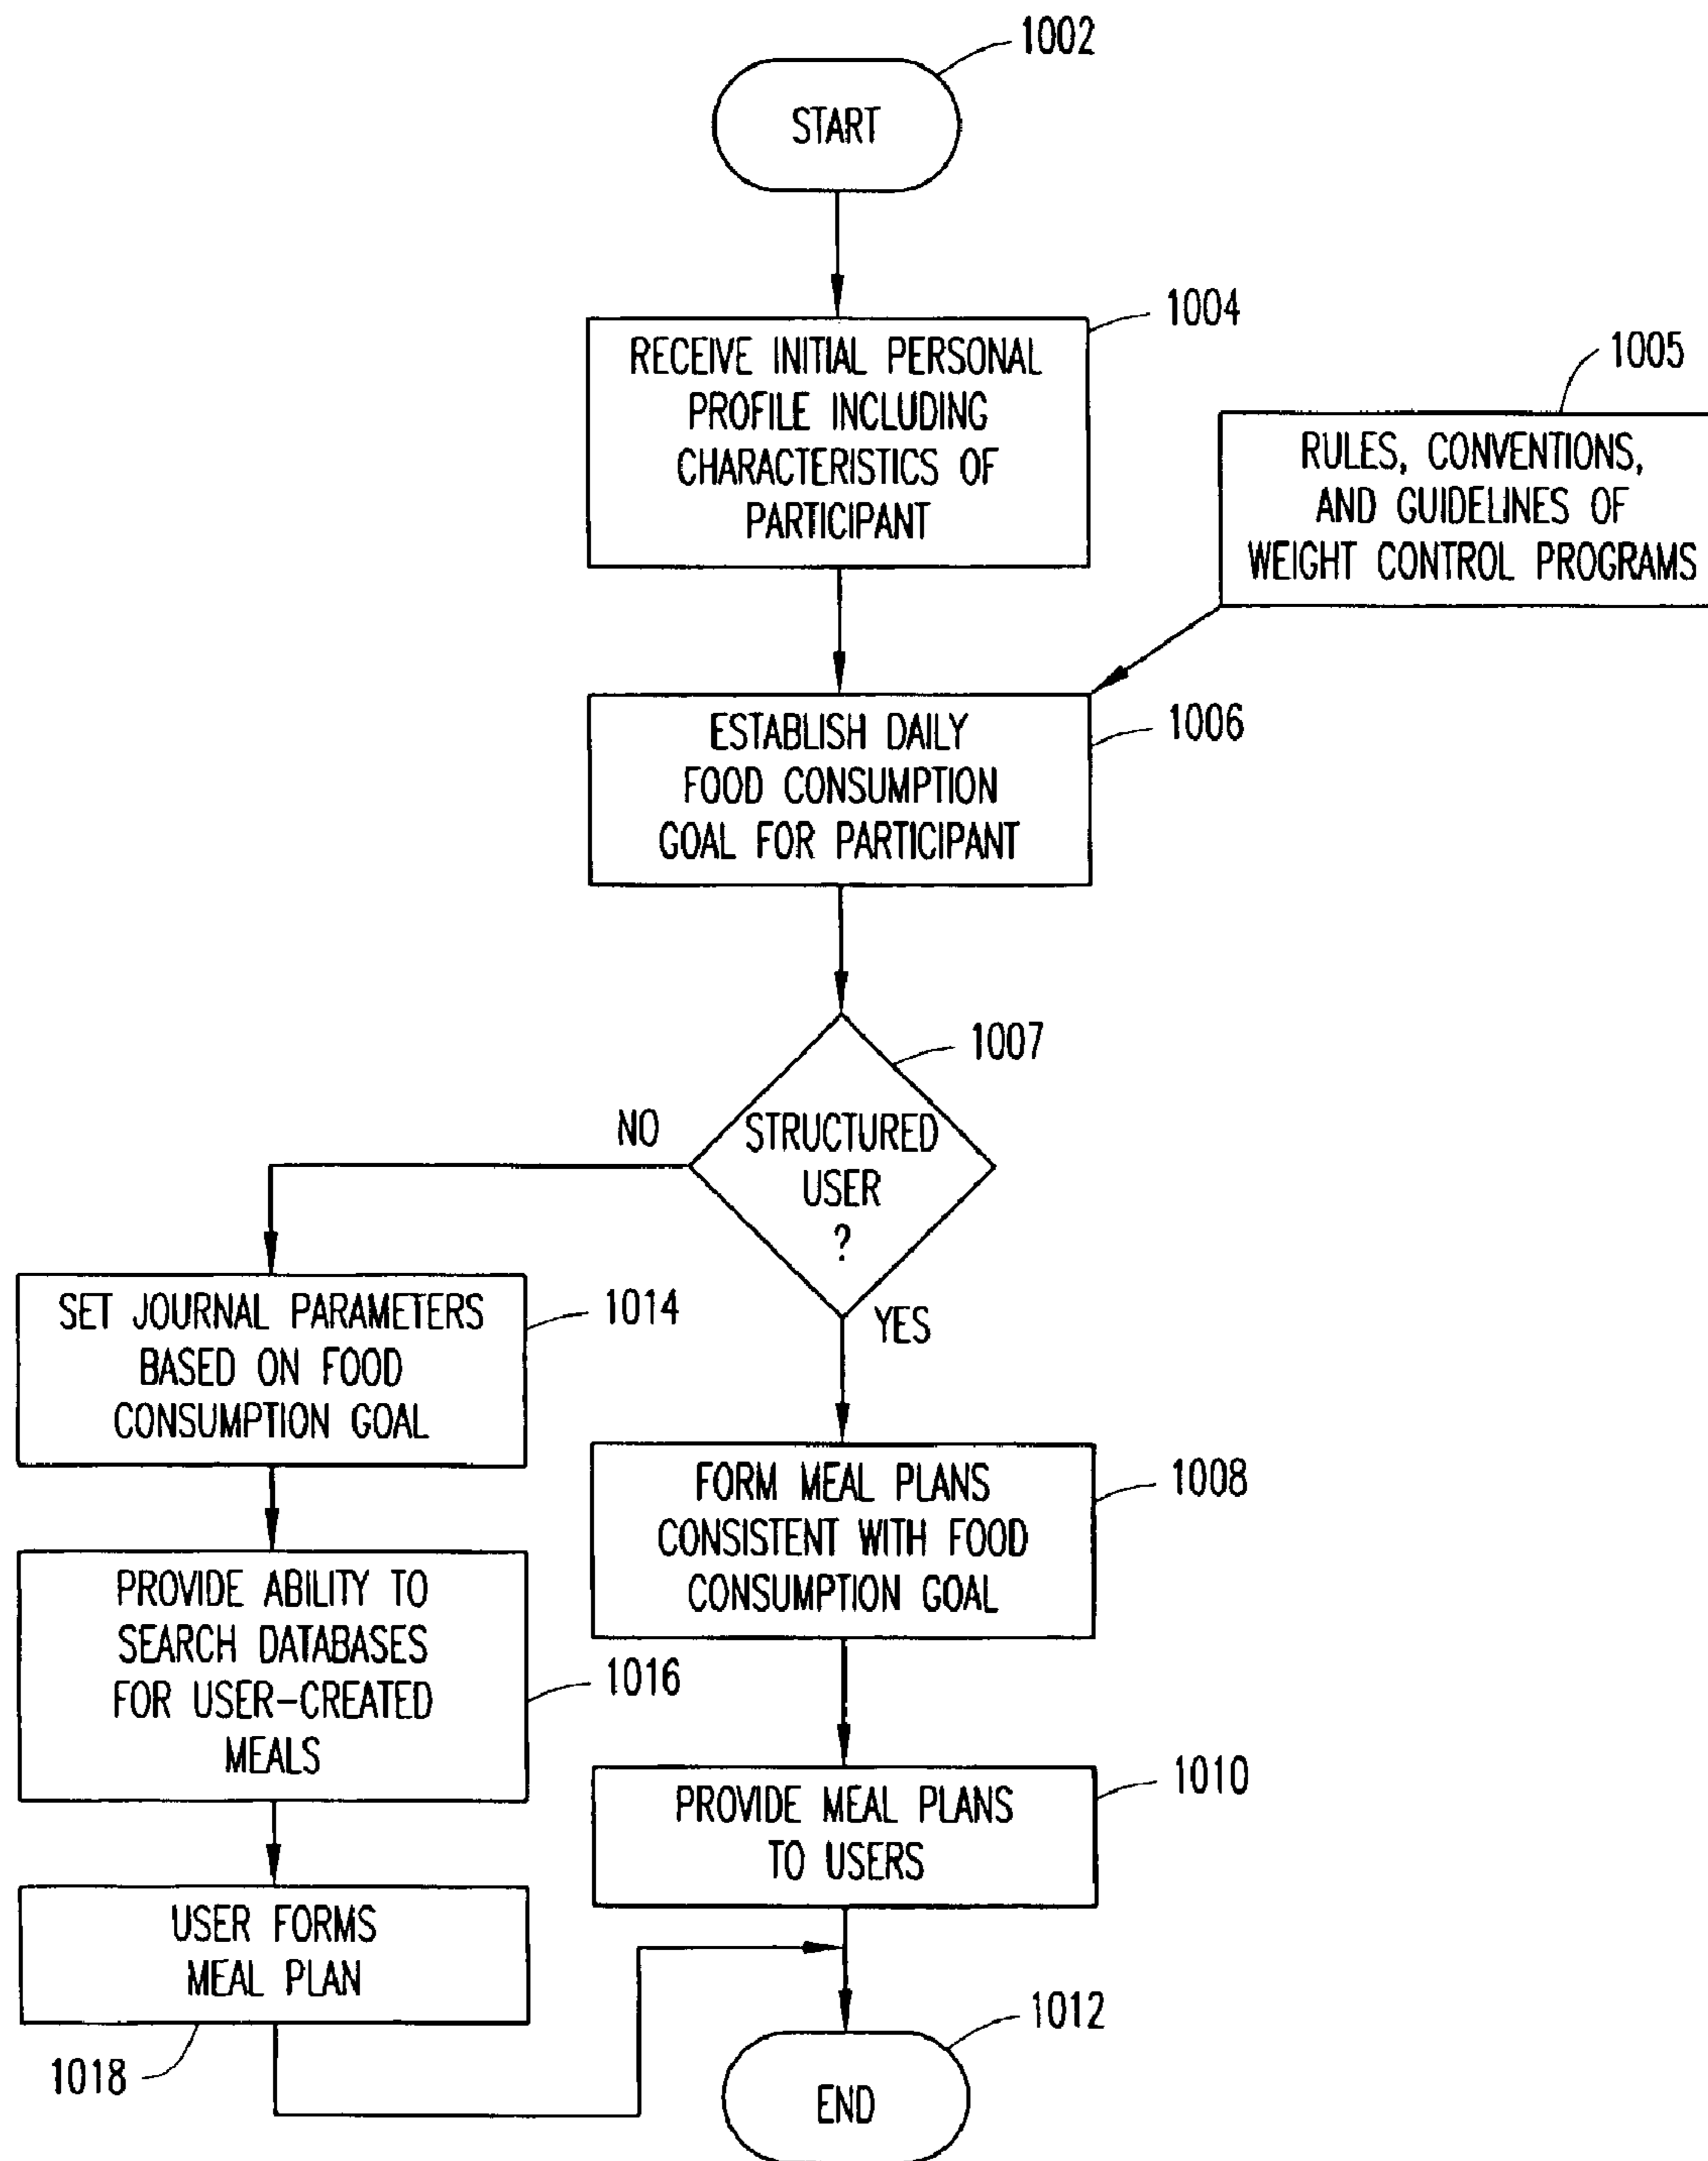 1002
START
1004
RECEIVE INITIAL PERSONAL
PROFILE INCLUDING
CHARACTERISTICS OF
PARTICIPANT
1005
RULES, CONVENTIONS,
AND GUIDELINES OF
WEIGHT CONTROL PROGRAMS
1006
ESTABLISH DAILY
FOOD CONSUMPTION
GOAL FOR PARTICIPANT
1007
STRUCTURED
USER
?
NO
YES
1014
SET JOURNAL PARAMETERS
BASED ON FOOD
CONSUMPTION GOAL
1008
FORM MEAL PLANS
CONSISTENT WITH FOOD
CONSUMPTION GOAL
1016
PROVIDE ABILITY TO
SEARCH DATABASES
FOR USER-CREATED
MEALS
1010
PROVIDE MEAL PLANS
TO USERS
USER FORMS
MEAL PLAN
1018
1012
END